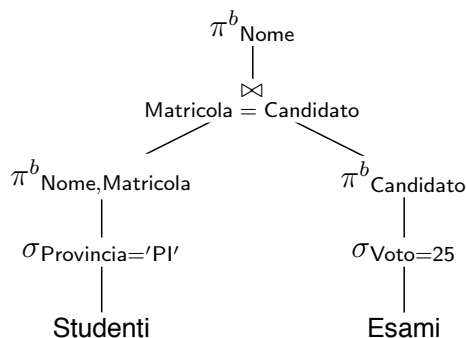 π^b Nome
⋈
Matricola = Candidato
π^b Nome,Matricola
π^b Candidato
σ Provincia='PI'
σ Voto=25
Studenti
Esami